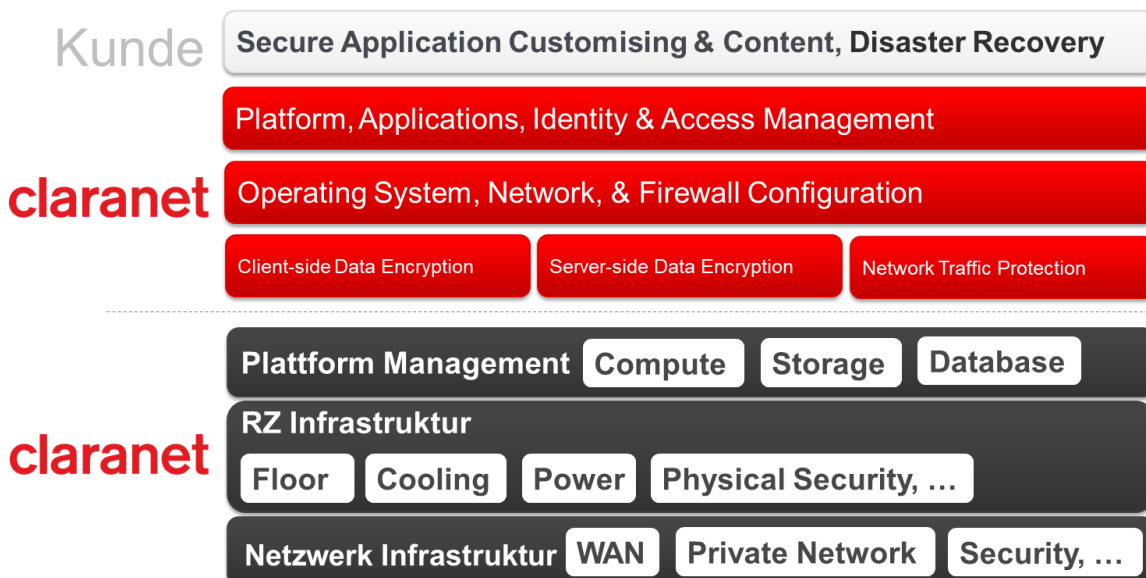 Kunde
Secure Application Customising & Content, Disaster Recovery
Platform, Applications, Identity & Access Management
claranet
Operating System, Network, & Firewall Configuration
Client-side Data Encryption
Server-side Data Encryption
Network Traffic Protection
Plattform Management
Compute
Storage
Database
claranet
RZ Infrastruktur
Floor
Cooling
Power
Physical Security, ...
Netzwerk Infrastruktur
WAN
Private Network
Security, ...